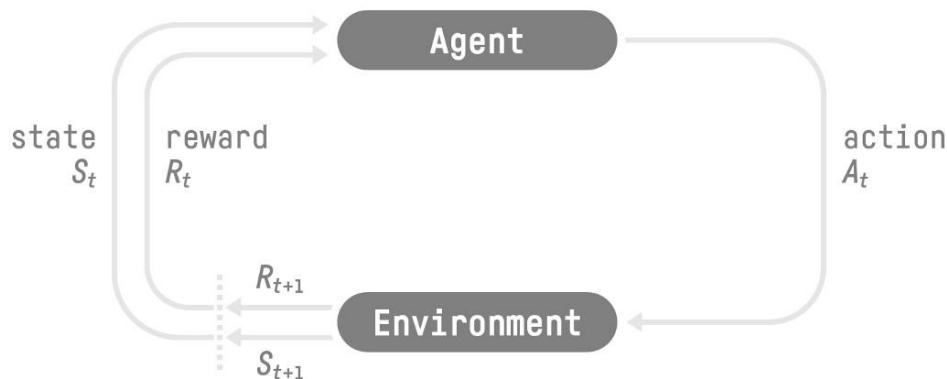 Agent
state
S_t
reward
R_t
action
A_t
R_{t+1}
Environment
S_{t+1}